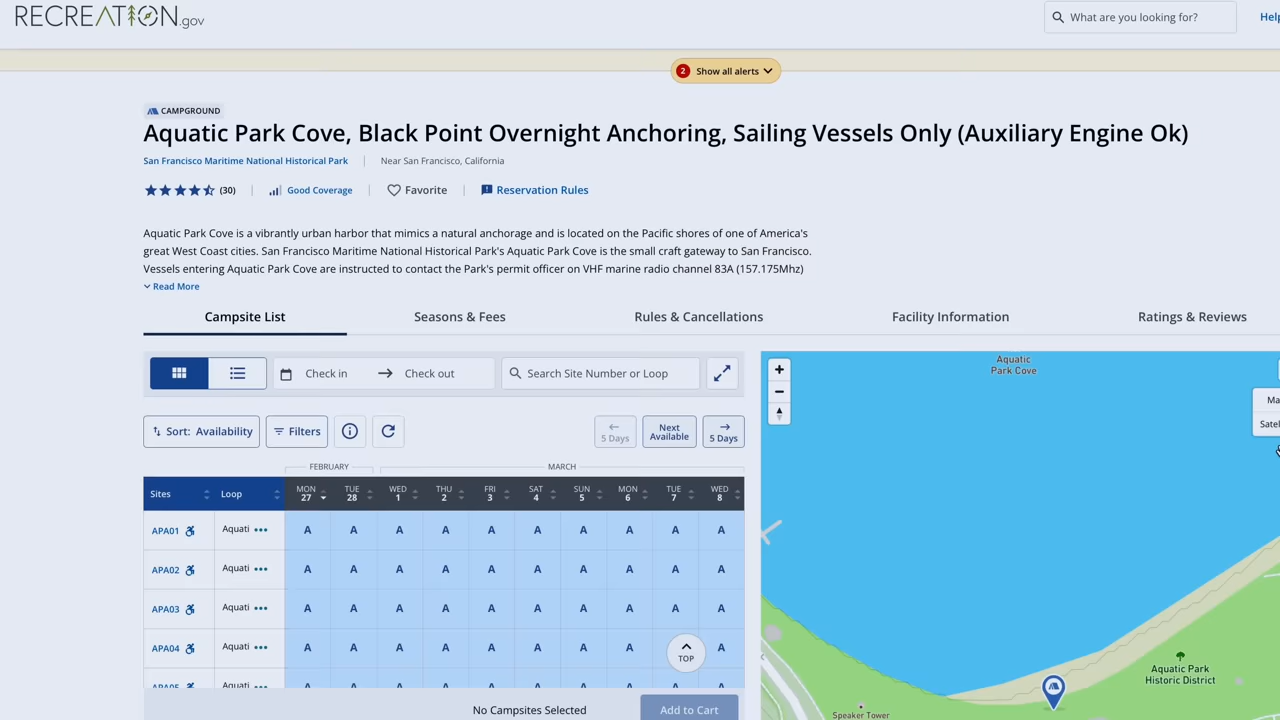 RECREATION.gov
What are you looking for?
Help
2 Show all alerts
CAMPGROUND
Aquatic Park Cove, Black Point Overnight Anchoring, Sailing Vessels Only (Auxiliary Engine Ok)
San Francisco Maritime National Historical Park | Near San Francisco, California
(30) | Good Coverage | Favorite | Reservation Rules
Aquatic Park Cove is a vibrantly urban harbor that mimics a natural anchorage and is located on the Pacific shores of one of America's
great West Coast cities. San Francisco Maritime National Historical Park's Aquatic Park Cove is the small craft gateway to San Francisco.
Vessels entering Aquatic Park Cove are instructed to contact the Park's permit officer on VHF marine radio channel 83A (157.175Mhz)
Read More
Campsite List Seasons & Fees Rules & Cancellations Facility Information Ratings & Reviews
Check in Check out Search Site Number or Loop
Sort: Availability Filters 5 Days Next Available 5 Days
FEBRUARY MARCH
Sites Loop MON 27 TUE 28 WED 1 THU 2 FRI 3 SAT 4 SUN 5 MON 6 TUE 7 WED 8
APA01 Aquati ••• A A A A A A A A A A
APA02 Aquati ••• A A A A A A A A A A
APA03 Aquati ••• A A A A A A A A A A
APA04 Aquati ••• A A A A A A A A A
TOP
No Campsites Selected Add to Cart
Aquatic
Park Cove
Aquatic Park
Historic District
Speaker Tower